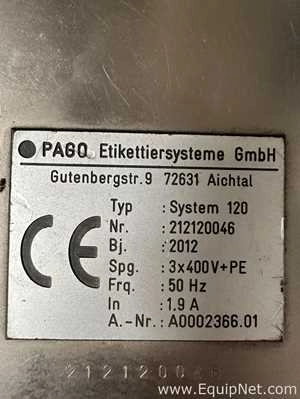 PAGO Etikettiersysteme GmbH
Gutenbergstr.9 72631 Aichtal
CE
Typ : System 120
Nr. : 212120046
Bj. : 2012
Spg. : 3x400V+PE
Frq. : 50 Hz
In : 1.9 A
A.-Nr. : A0002366.01
212120046
www.EquipNet.com